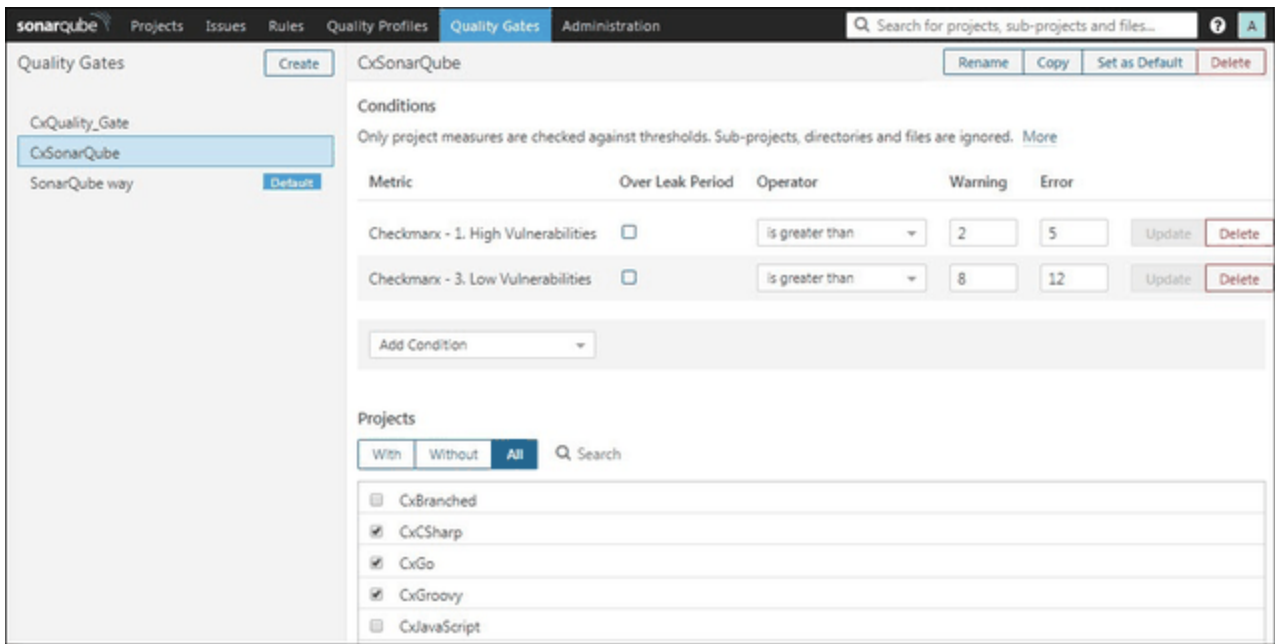 sonarqube Projects Issues Rules Quality Profiles Quality Gates Administration Search for projects, sub-projects and files... ? A
Quality Gates Create CxSonarQube Rename Copy Set as Default Delete
Conditions
CxQuality_Gate
Only project measures are checked against thresholds. Sub-projects, directories and files are ignored. More
CxSonarQube
SonarQube way Default
Metric Over Leak Period Operator Warning Error
Checkmarx - 1. High Vulnerabilities is greater than 2 5 Update Delete
Checkmarx - 3. Low Vulnerabilities is greater than 8 12 Update Delete
Add Condition
Projects
With Without All Search
CxBranched
CxCSharp
CxGo
CxGroovy
CxJavaScript